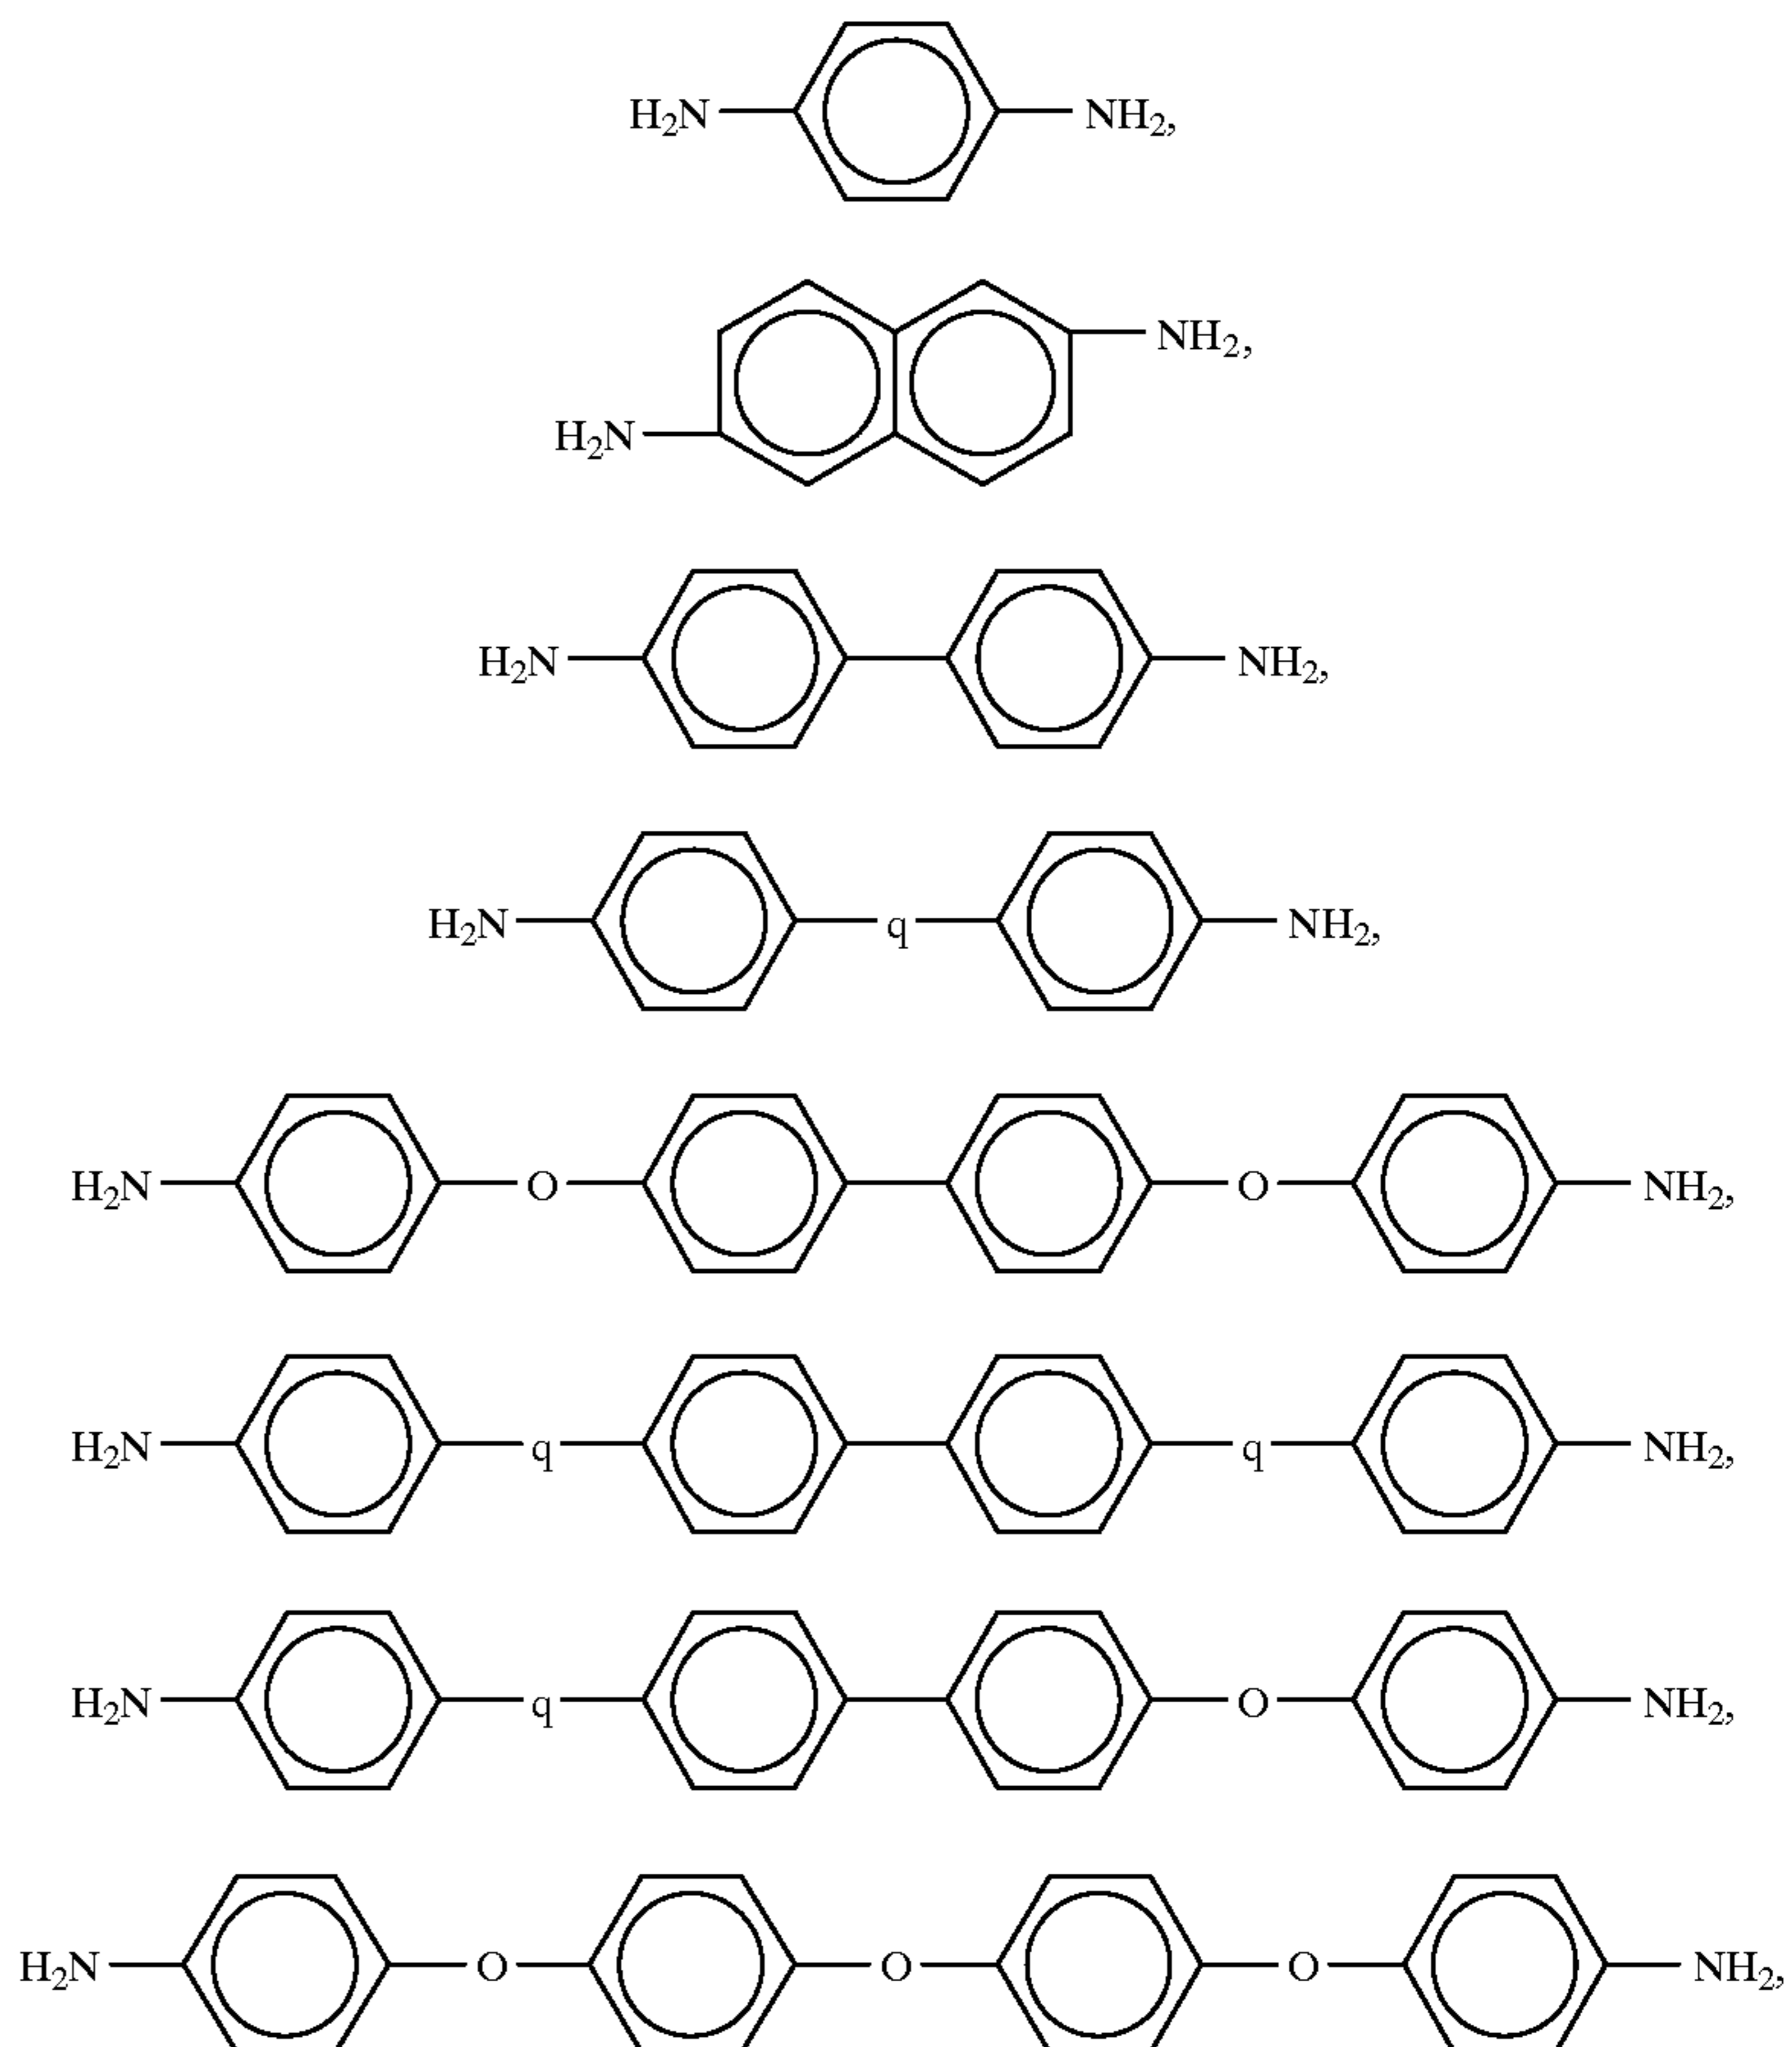 H2N NH2,
NH2,
H2N
H2N NH2,
H2N q NH2,
H2N O O NH2,
H2N q q NH2,
H2N q O NH2,
H2N O O O NH2,